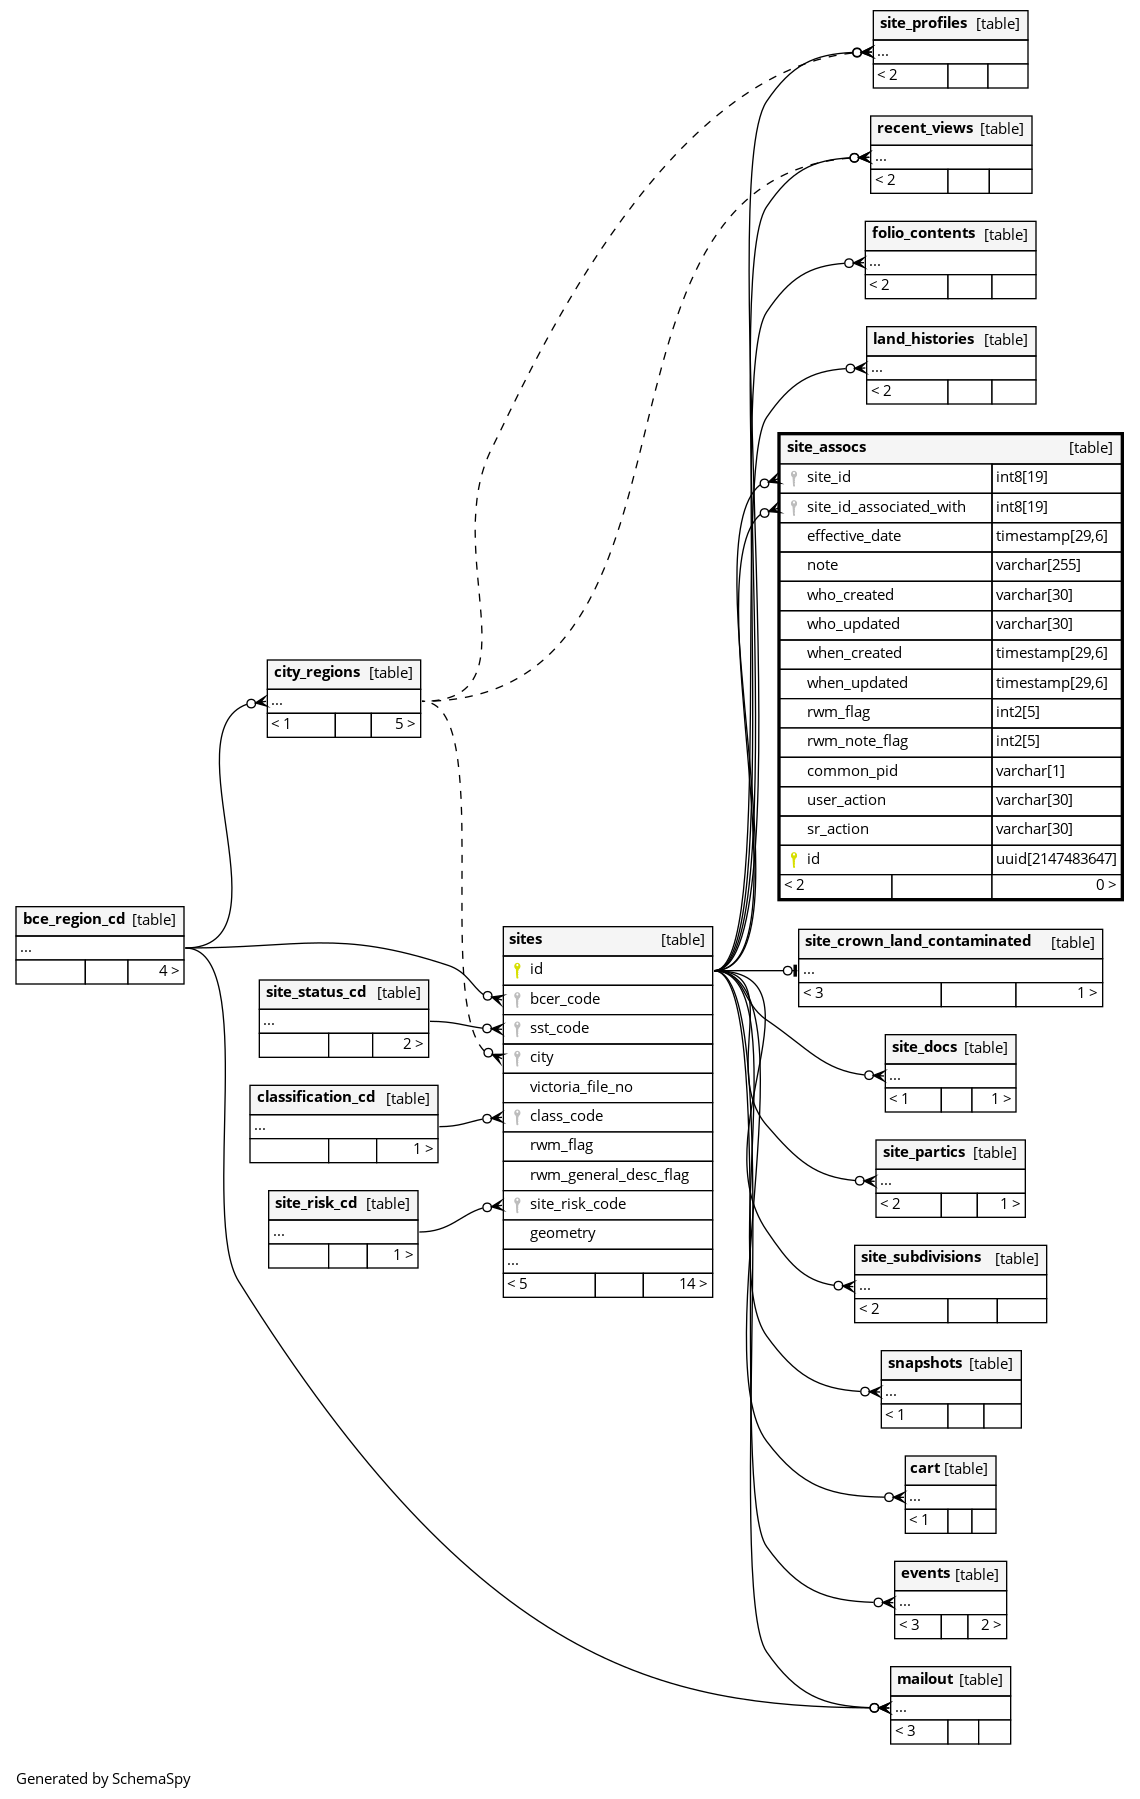 site_profiles [table]
...
< 2
recent_views [table]
...
< 2
folio_contents [table]
...
< 2
land_histories [table]
...
< 2
site_assocs [table]
site_id int8[19]
site_id_associated_with int8[19]
effective_date timestamp[29,6]
note varchar[255]
who_created varchar[30]
who_updated varchar[30]
when_created timestamp[29,6]
when_updated timestamp[29,6]
rwm_flag int2[5]
rwm_note_flag int2[5]
common_pid varchar[1]
user_action varchar[30]
sr_action varchar[30]
id uuid[2147483647]
< 2 0 >
city_regions [table]
...
< 1 5 >
bce_region_cd [table]
...
4 >
site_status_cd [table]
...
2 >
classification_cd [table]
...
1 >
site_risk_cd [table]
...
1 >
sites [table]
id
bcer_code
sst_code
city
victoria_file_no
class_code
rwm_flag
rwm_general_desc_flag
site_risk_code
geometry
...
< 5 14 >
site_crown_land_contaminated [table]
...
< 3 1 >
site_docs [table]
...
< 1 1 >
site_partics [table]
...
< 2 1 >
site_subdivisions [table]
...
< 2
snapshots [table]
...
< 1
cart [table]
...
< 1
events [table]
...
< 3 2 >
mailout [table]
...
< 3
Generated by SchemaSpy